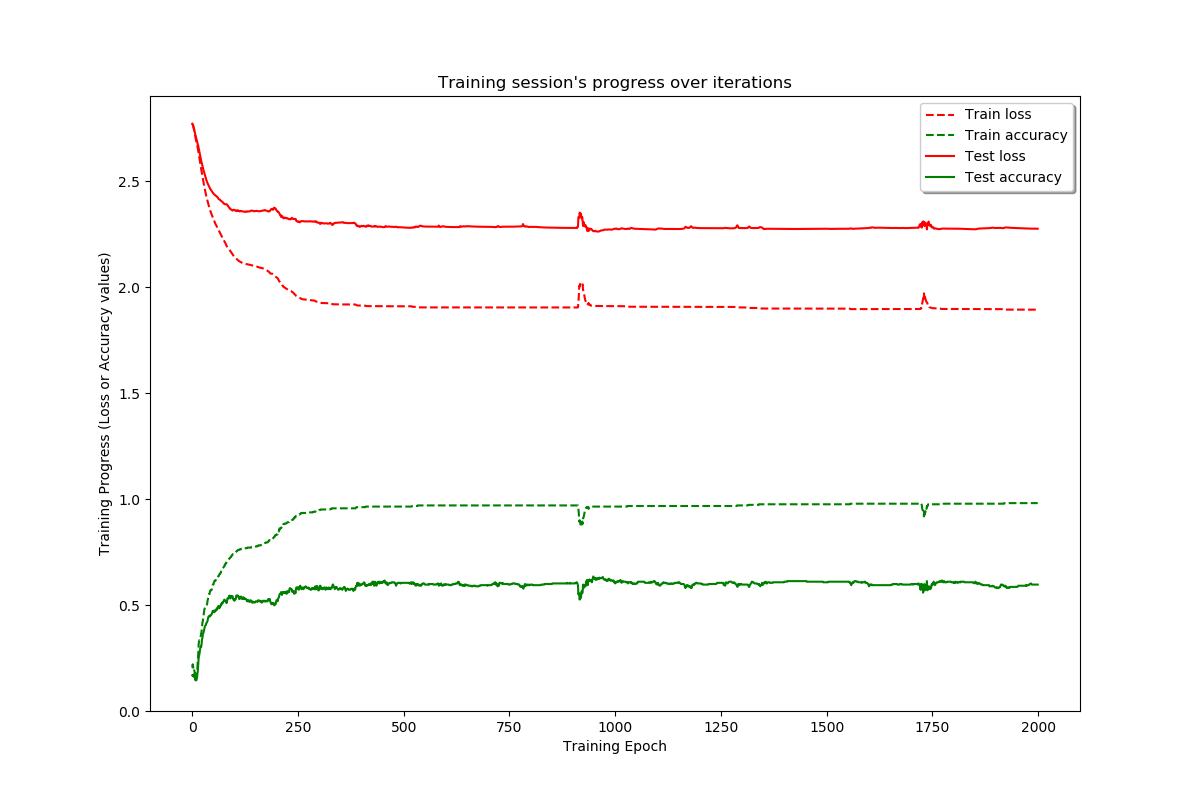 Training session's progress over iterations
Train loss
Train accuracy
Test loss
Test accuracy
Training Progress (Loss or Accuracy values)
2.5
2.0
1.5
1.0
0.5
0.0
0 250 500 750 1000 1250 1500 1750 2000
Training Epoch